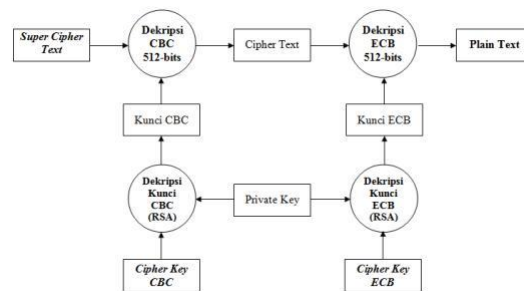 Super Cipher
Text
Dekripsi
CBC
512-bits
Cipher Text
Dekripsi
ECB
512-bits
Plain Text
Kunci CBC
Kunci ECB
Dekripsi
Kunci
CBC
(RSA)
Private Key
Dekripsi
Kunci
ECB
(RSA)
Cipher Key
CBC
Cipher Key
ECB